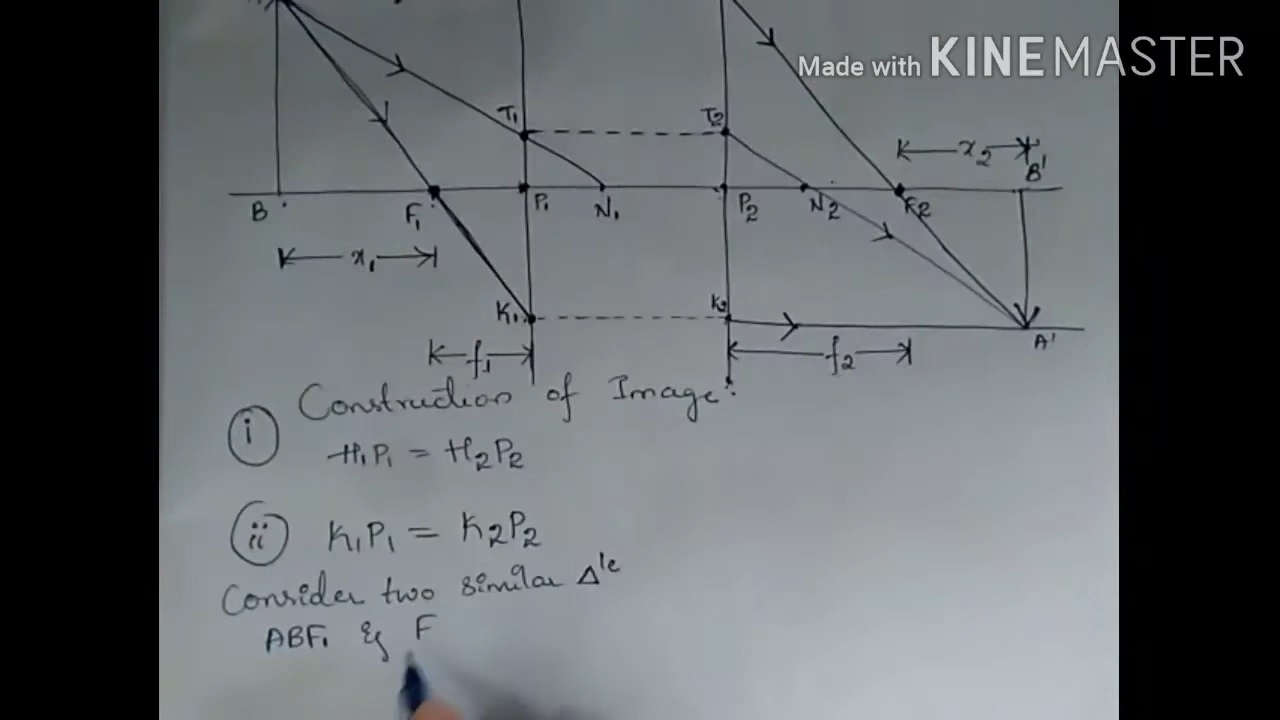 Made with KINEMASTER
T₁ T₂
x₂ B'
B F₁ P₁ N₁ P₂ N₂ F₂
x₁
K₁ K₂
A'
f₁ f₂
i Construction of Image:
H₁P₁ = H₂P₂
ii K₁P₁ = K₂P₂
Consider two similar Δ'le
ABF₁ & F